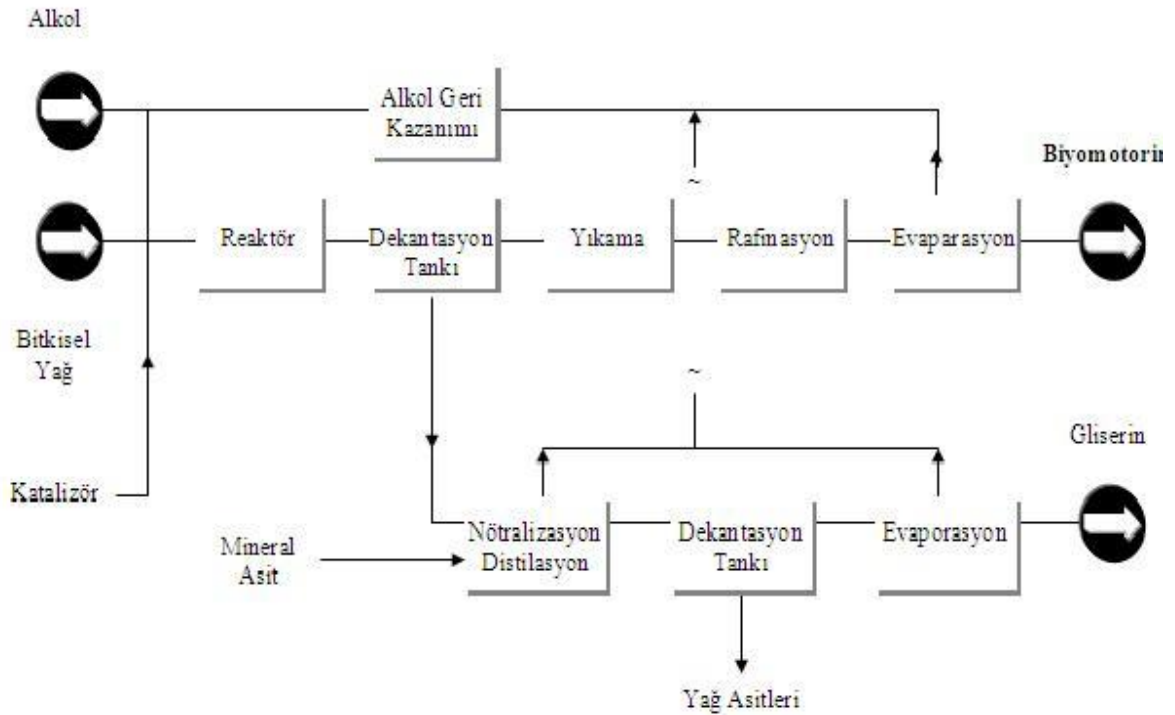 Alkol
Alkol Geri
Kazanımı
Biyomotorin
Reaktör
Dekantasyon
Tankı
Yıkama
~
Rafinasyon
Evaparasyon
Bitkisel
Yağ
~
Gliserin
Katalizör
Mineral
Asit
Nötralizasyon
Distilasyon
Dekantasyon
Tankı
Evaporasyon
Yağ Asitleri